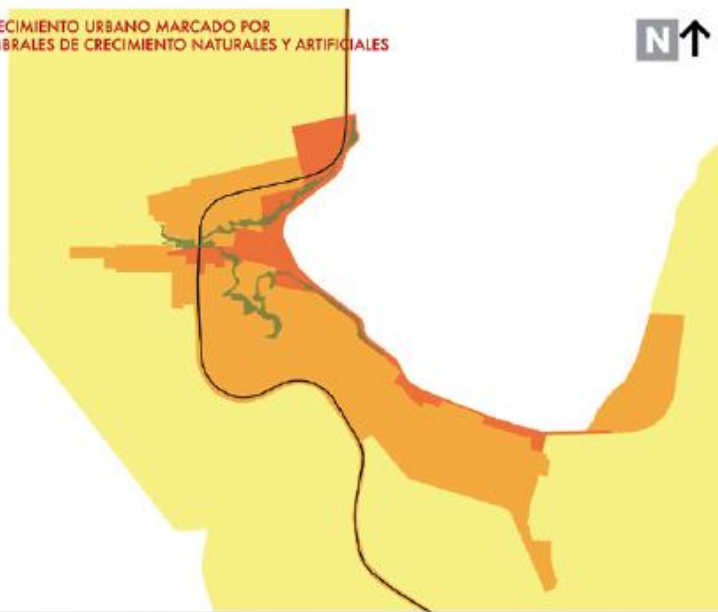 ECIMIENTO URBANO MARCADO POR
BRALES DE CRECIMIENTO NATURALES Y ARTIFICIALES
N